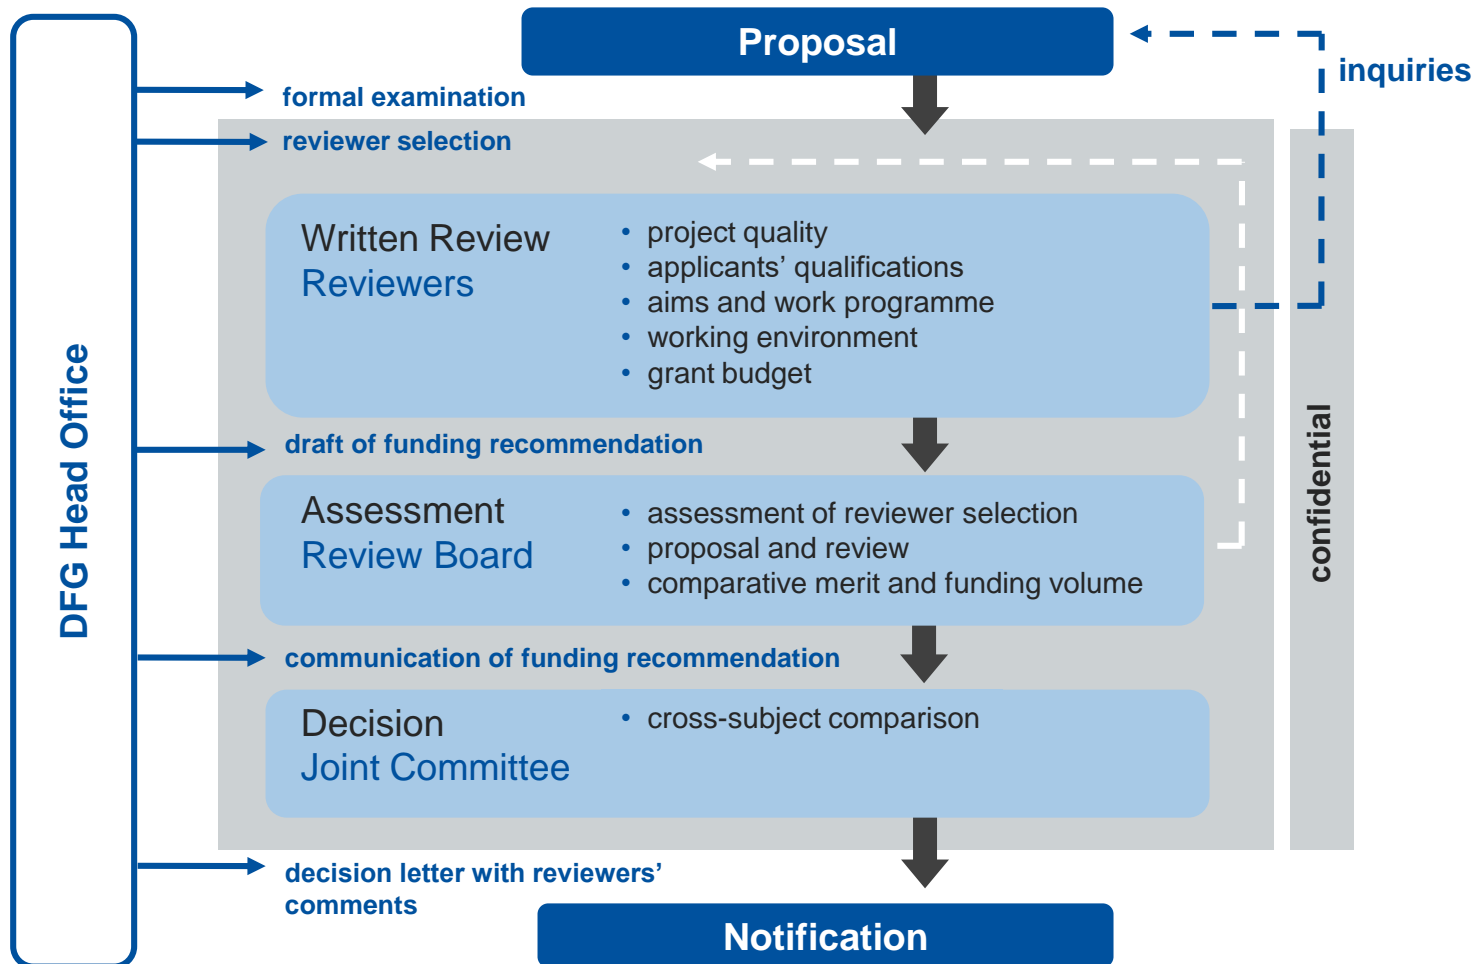 Proposal
inquiries
formal examination
reviewer selection
Written Review
Reviewers
• project quality
• applicants’ qualifications
• aims and work programme
• working environment
• grant budget
DFG Head Office
draft of funding recommendation
Assessment
Review Board
• assessment of reviewer selection
• proposal and review
• comparative merit and funding volume
confidential
communication of funding recommendation
Decision
Joint Committee
• cross-subject comparison
decision letter with reviewers’
comments
Notification